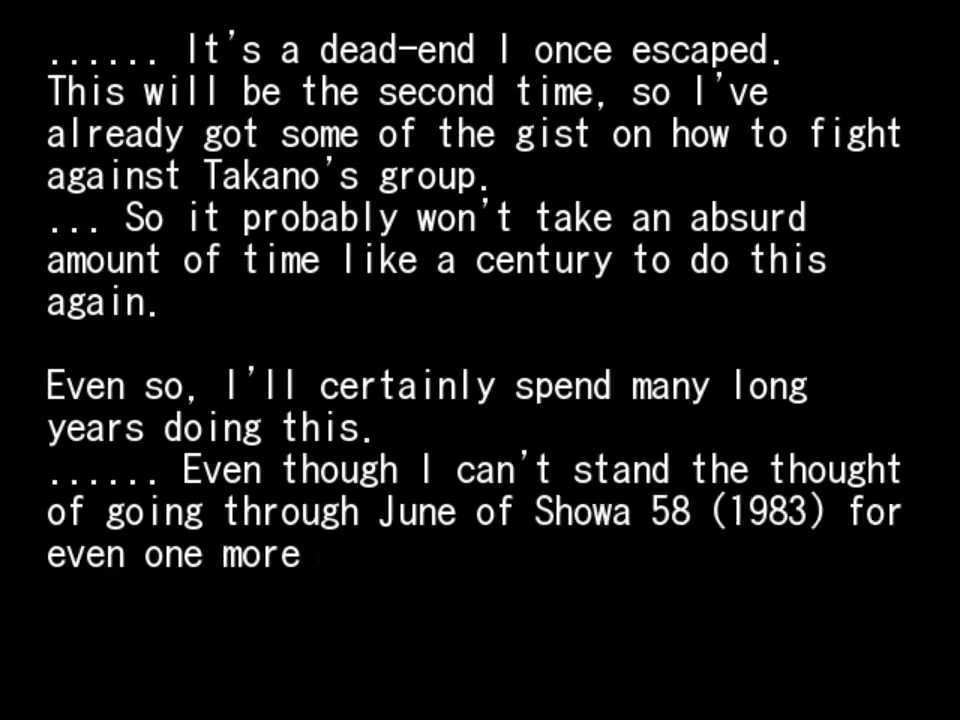 ...... It's a dead-end I once escaped.
This will be the second time, so I've
already got some of the gist on how to fight
against Takano's group.
... So it probably won't take an absurd
amount of time like a century to do this
again.
Even so, I'll certainly spend many long
years doing this.
...... Even though I can't stand the thought
of going through June of Showa 58 (1983) for
even one more